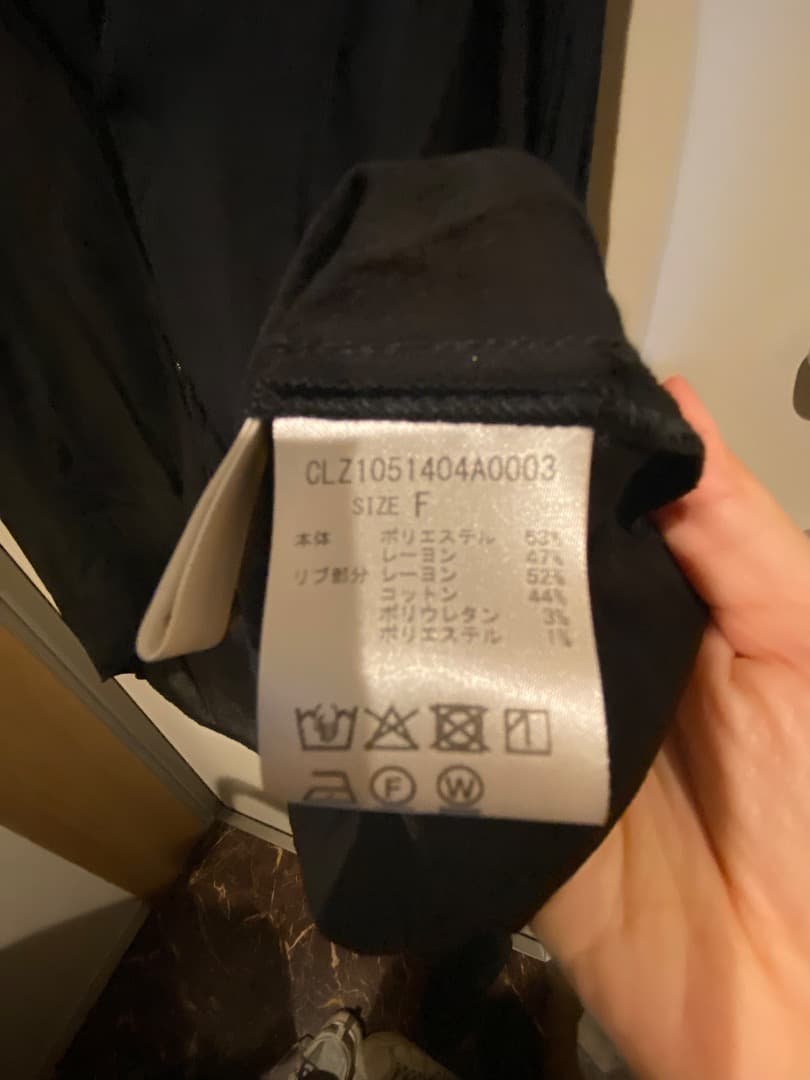 CLZ1051404A0003
SIZE F
本体 ポリエステル 53%
レーヨン 47%
リブ部分 レーヨン 52%
コットン 44%
ポリウレタン 3%
ポリエステル 1%
F W